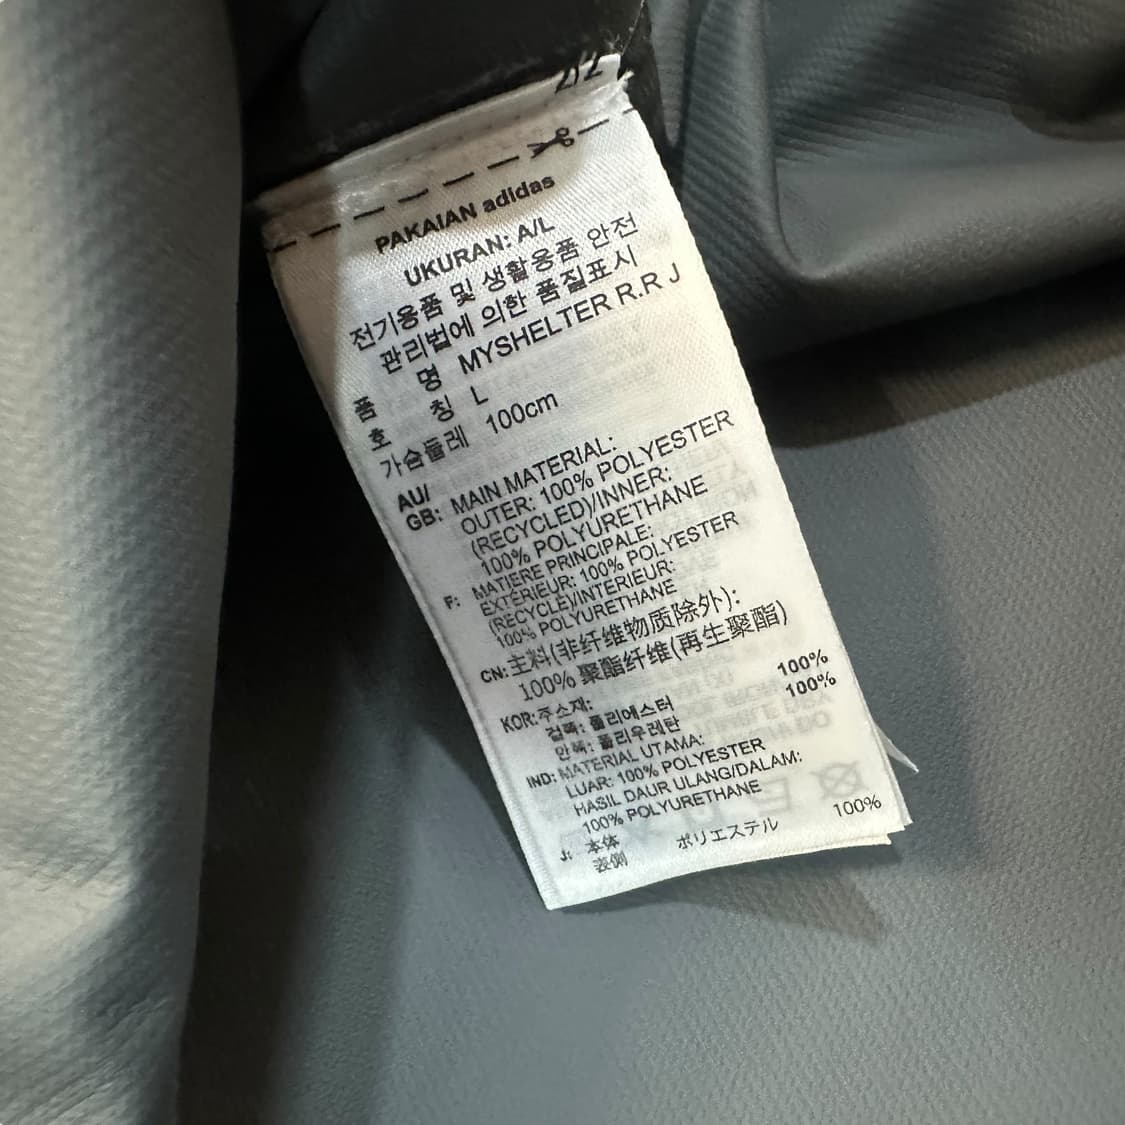 PAKAIAN adidas
UKURAN: A/L
전기용품 및 생활용품 안전
관리법에 의한 품질표시
품 명 MYSHELTER R.R J
호 칭 L
가슴둘레 100cm
AU/
GB: MAIN MATERIAL:
OUTER: 100% POLYESTER
(RECYCLED)/INNER:
100% POLYURETHANE
F: MATIERE PRINCIPALE:
EXTÉRIEUR: 100% POLYESTER
(RECYCLÉ)/INTERIEUR:
100% POLYURETHANE
CN: 主料(非纤维物质除外):
100% 聚酯纤维(再生聚酯)
KOR: 주소재:
겉쪽: 폴리에스터 100%
안쪽: 폴리우레탄 100%
IND: MATERIAL UTAMA:
LUAR: 100% POLYESTER
HASIL DAUR ULANG/DALAM:
100% POLYURETHANE
J: 本体
表側 ポリエステル 100%